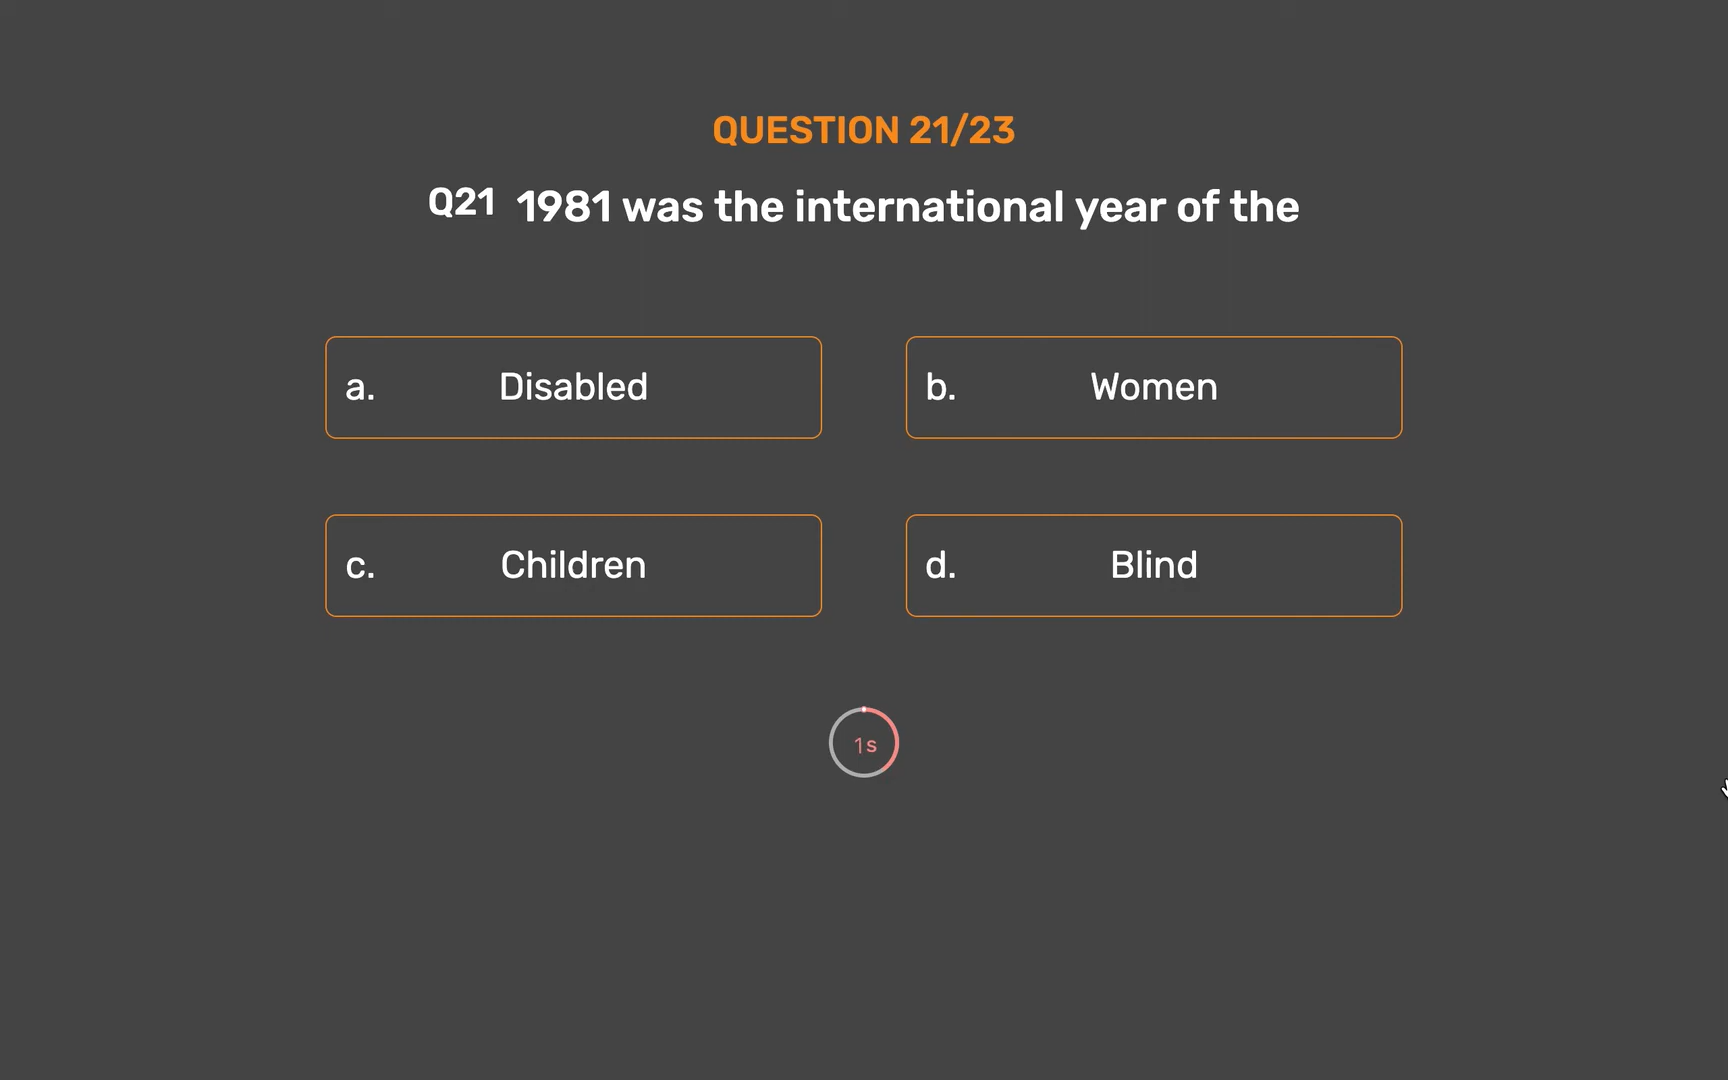 QUESTION 21/23
Q21 1981 was the international year of the
a. Disabled
b. Women
c. Children
d. Blind
1s